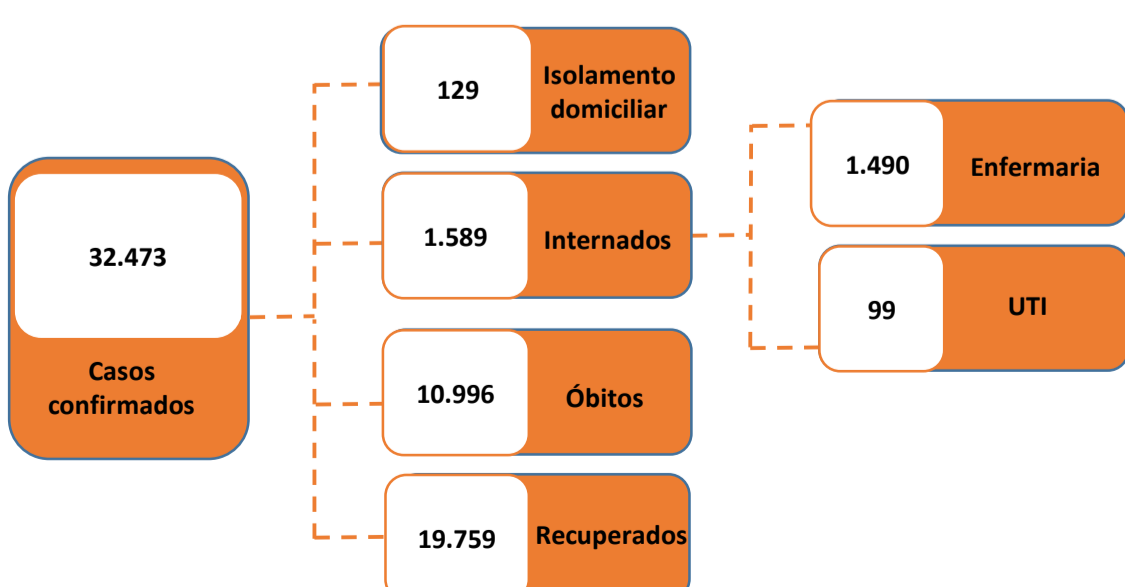 32.473
Casos
confirmados
129
Isolamento
domiciliar
1.589
Internados
10.996
Óbitos
19.759
Recuperados
1.490
Enfermaria
99
UTI